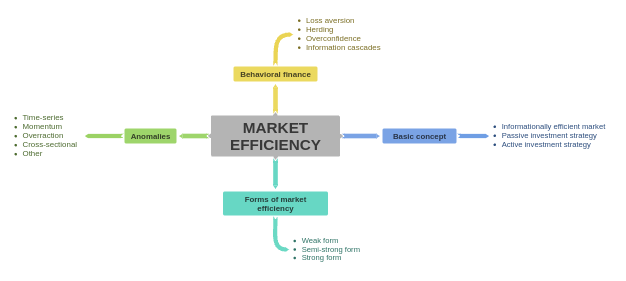 • Loss aversion
• Herding
• Overconfidence
• Information cascades
Behavioral finance
• Time-series
• Momentum
• Overraction
• Cross-sectional
• Other
Anomalies
MARKET
EFFICIENCY
Basic concept
• Informationally efficient market
• Passive investment strategy
• Active investment strategy
Forms of market
efficiency
• Weak form
• Semi-strong form
• Strong form